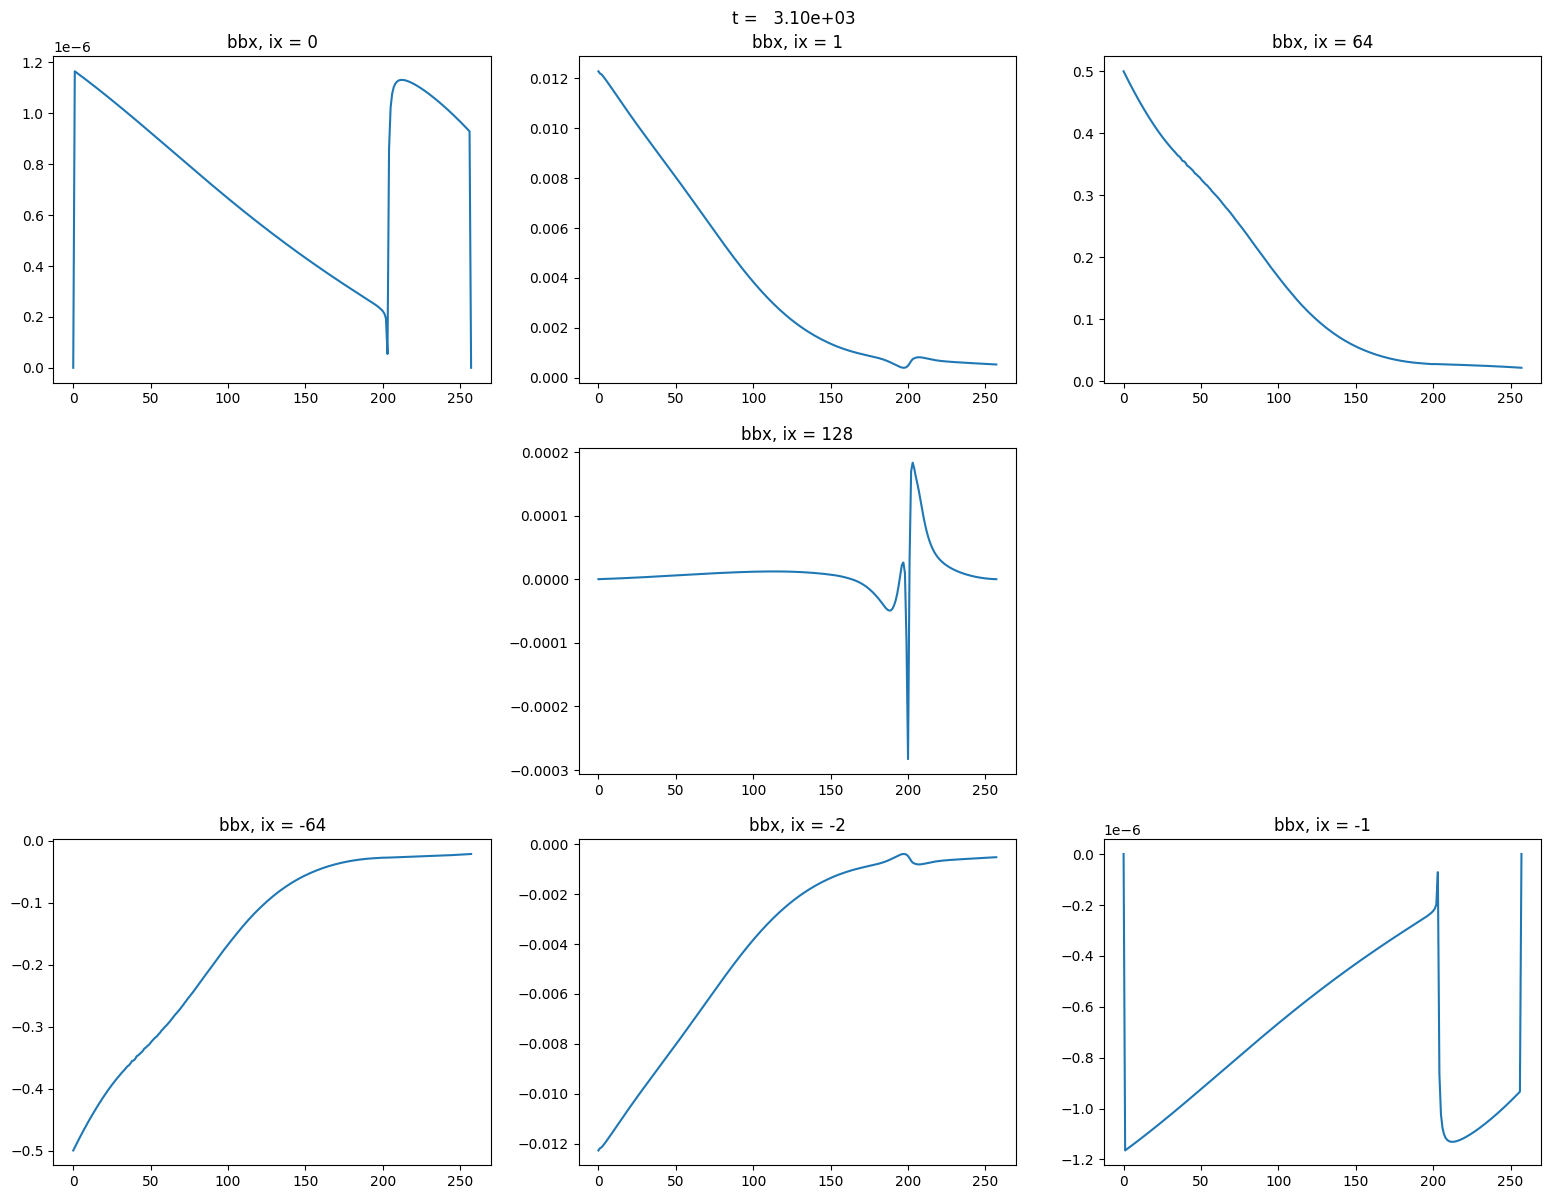 t =   3.10e+03
bbx, ix = 0
1e−6
1.2
1.0
0.8
0.6
0.4
0.2
0.0
0 50 100 150 200 250
bbx, ix = 1
0.012
0.010
0.008
0.006
0.004
0.002
0.000
0 50 100 150 200 250
bbx, ix = 64
0.5
0.4
0.3
0.2
0.1
0.0
0 50 100 150 200 250
bbx, ix = 128
0.0002
0.0001
0.0000
−0.0001
−0.0002
−0.0003
0 50 100 150 200 250
bbx, ix = -64
0.0
−0.1
−0.2
−0.3
−0.4
−0.5
0 50 100 150 200 250
bbx, ix = -2
0.000
−0.002
−0.004
−0.006
−0.008
−0.010
−0.012
0 50 100 150 200 250
bbx, ix = -1
1e−6
0.0
−0.2
−0.4
−0.6
−0.8
−1.0
−1.2
0 50 100 150 200 250